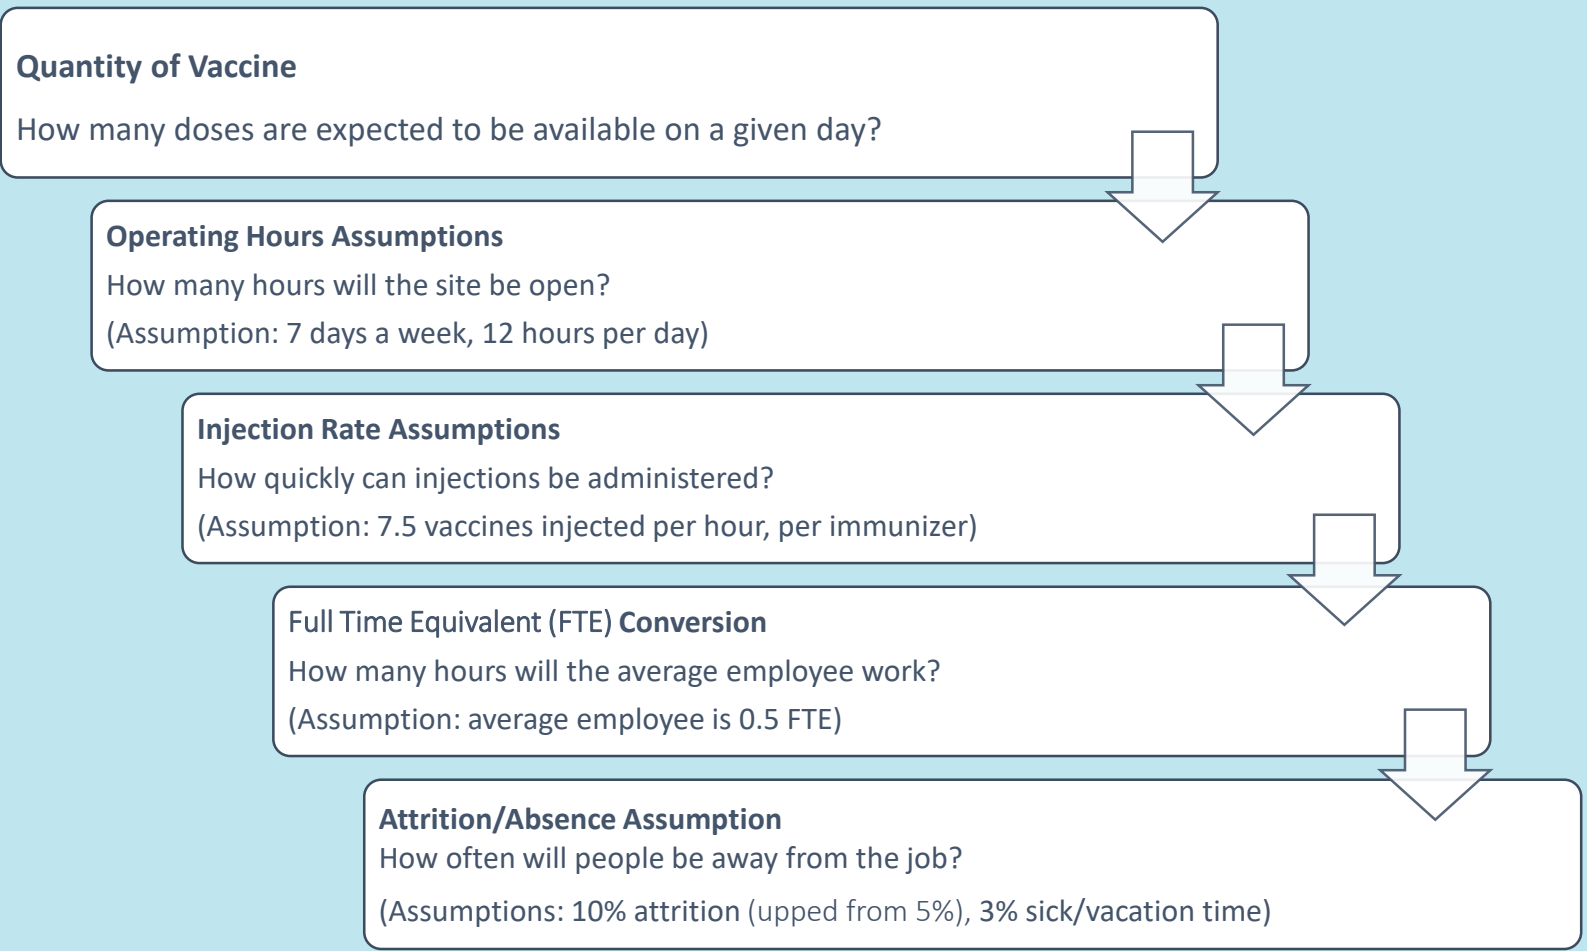 Quantity of Vaccine
How many doses are expected to be available on a given day?
Operating Hours Assumptions
How many hours will the site be open?
(Assumption: 7 days a week, 12 hours per day)
Injection Rate Assumptions
How quickly can injections be administered?
(Assumption: 7.5 vaccines injected per hour, per immunizer)
Full Time Equivalent (FTE) Conversion
How many hours will the average employee work?
(Assumption: average employee is 0.5 FTE)
Attrition/Absence Assumption
How often will people be away from the job?
(Assumptions: 10% attrition (upped from 5%), 3% sick/vacation time)